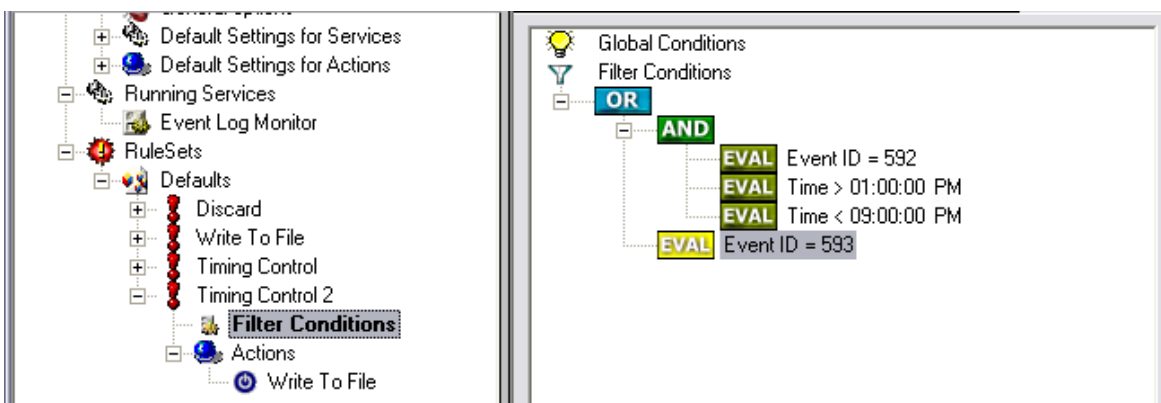 General Options
Default Settings for Services
Default Settings for Actions
Running Services
Event Log Monitor
RuleSets
Defaults
Discard
Write To File
Timing Control
Timing Control 2
Filter Conditions
Actions
Write To File
Global Conditions
Filter Conditions
OR
AND
EVAL Event ID = 592
EVAL Time > 01:00:00 PM
EVAL Time < 09:00:00 PM
EVAL Event ID = 593